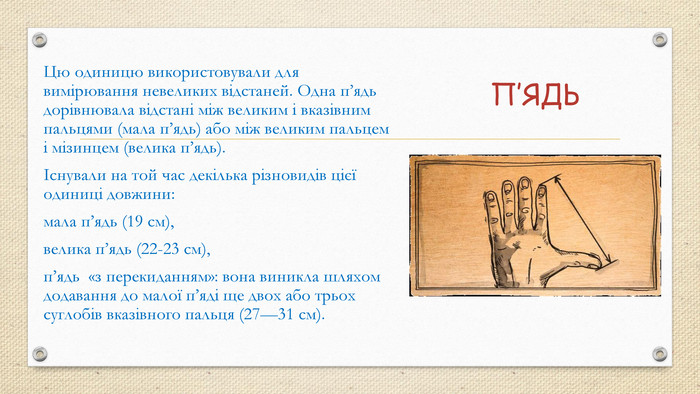 П’ЯДЬ
Цю одиницю використовували для
вимірювання невеликих відстаней. Одна п’ядь
дорівнювала відстані між великим і вказівним
пальцями (мала п’ядь) або між великим пальцем
і мізинцем (велика п’ядь).
Існували на той час декілька різновидів цієї
одиниці довжини:
мала п’ядь (19 см),
велика п’ядь (22-23 см),
п’ядь «з перекиданням»: вона виникла шляхом
додавання до малої п’яді ще двох або трьох
суглобів вказівного пальця (27—31 см).